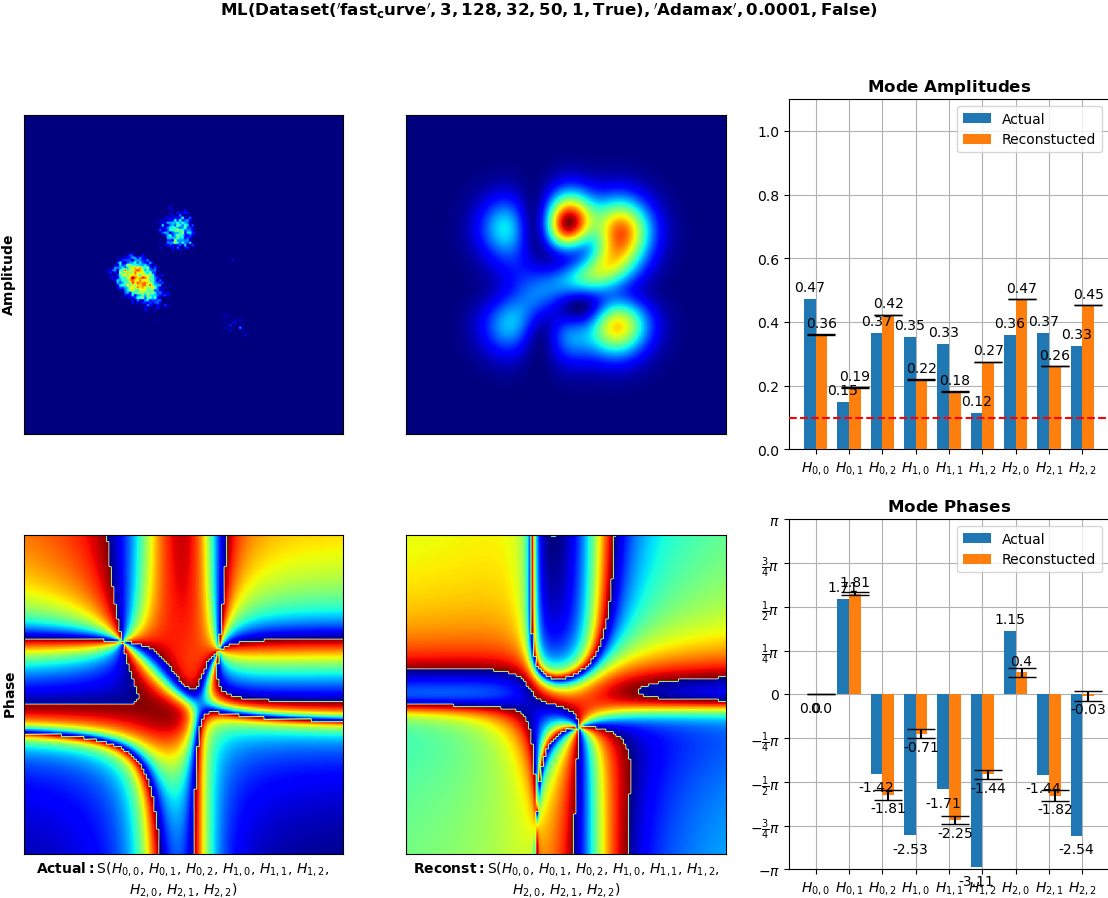 ML(Dataset('fast_curve', 3, 128, 32, 50, 1, True), 'Adamax', 0.0001, False)
Amplitude
Mode Amplitudes
Actual
Reconstucted
1.0
0.8
0.6
0.4
0.2
0.0
0.47
0.36
0.15
0.19
0.37
0.42
0.35
0.22
0.33
0.18
0.12
0.27
0.36
0.47
0.37
0.26
0.33
0.45
H0,0 H0,1 H0,2 H1,0 H1,1 H1,2 H2,0 H2,1 H2,2
Phase
Actual: S(H0,0, H0,1, H0,2, H1,0, H1,1, H1,2,
H2,0, H2,1, H2,2)
Reconst: S(H0,0, H0,1, H0,2, H1,0, H1,1, H1,2,
H2,0, H2,1, H2,2)
Mode Phases
Actual
Reconstucted
π
3/4π
1/2π
1/4π
0
−1/4π
−1/2π
−3/4π
−π
0.0
0.0
1.81
-1.42
-1.81
-2.53
-0.71
-1.71
-2.25
-3.11
-1.44
1.15
0.4
-1.44
-1.82
-2.54
-0.03
H0,0 H0,1 H0,2 H1,0 H1,1 H1,2 H2,0 H2,1 H2,2